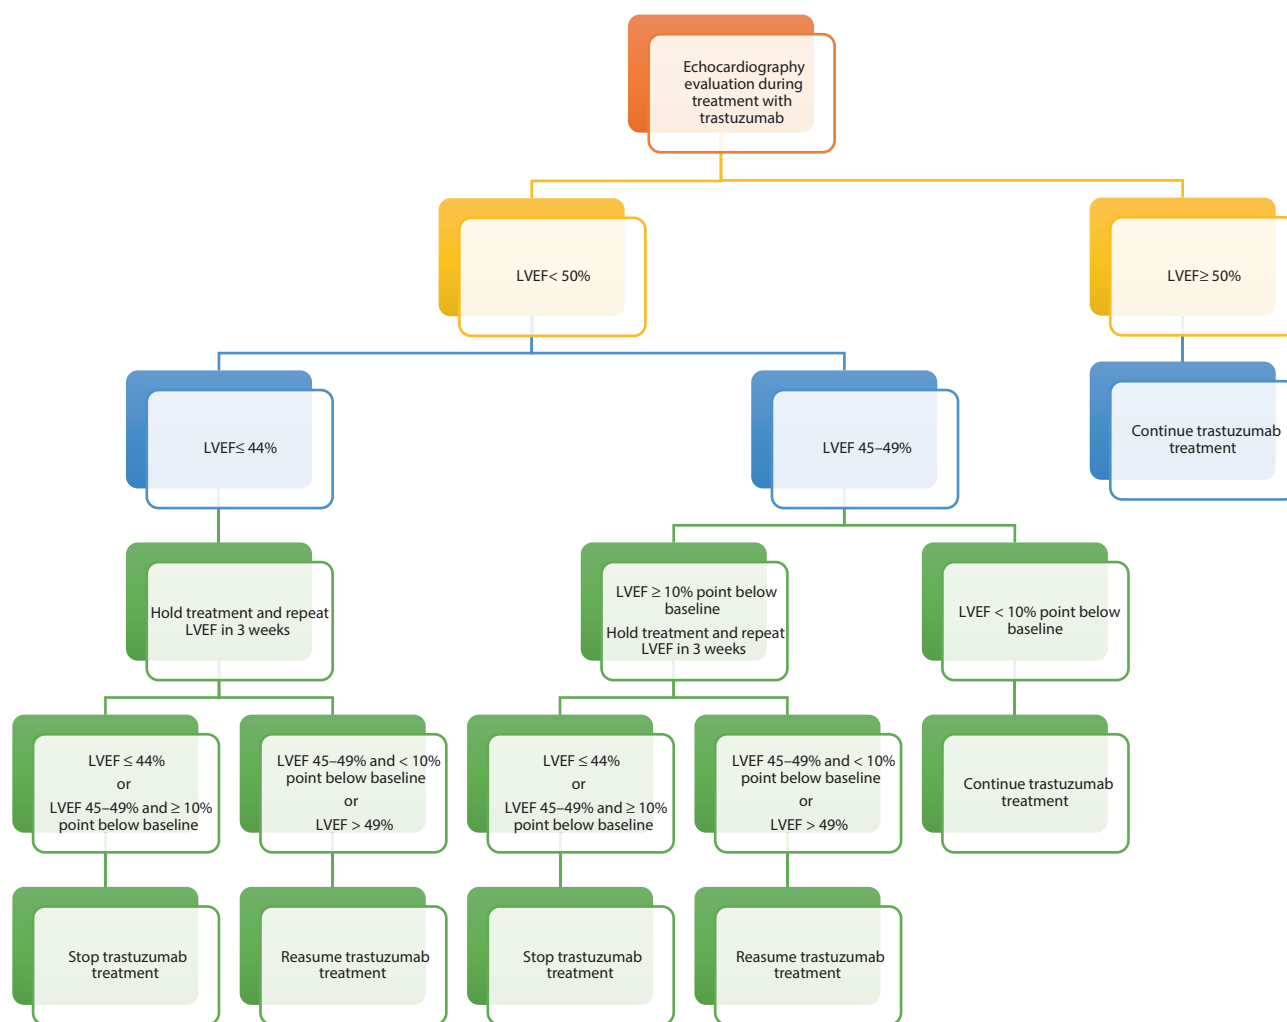 Echocardiography
evaluation during
treatment with
trastuzumab
LVEF< 50%
LVEF≥ 50%
LVEF≤ 44%
LVEF 45–49%
Continue trastuzumab
treatment
Hold treatment and repeat
LVEF in 3 weeks
LVEF ≥ 10% point below
baseline
Hold treatment and repeat
LVEF in 3 weeks
LVEF < 10% point below
baseline
LVEF ≤ 44%
or
LVEF 45–49% and ≥ 10%
point below baseline
LVEF 45–49% and < 10%
point below baseline
or
LVEF > 49%
LVEF ≤ 44%
or
LVEF 45–49% and ≥ 10%
point below baseline
LVEF 45–49% and < 10%
point below baseline
or
LVEF > 49%
Continue trastuzumab
treatment
Stop trastuzumab
treatment
Reasume trastuzumab
treatment
Stop trastuzumab
treatment
Reasume trastuzumab
treatment